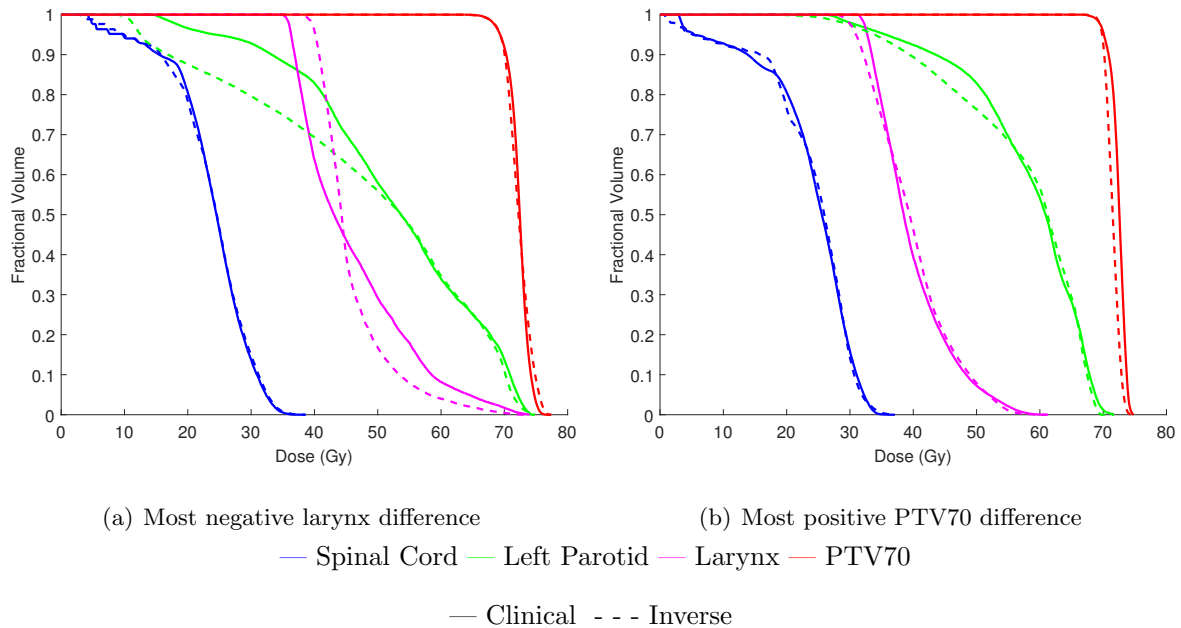 1
0.9
0.8
0.7
0.6
0.5
0.4
0.3
0.2
0.1
0
Fractional Volume
0 10 20 30 40 50 60 70 80
Dose (Gy)
1
0.9
0.8
0.7
0.6
0.5
0.4
0.3
0.2
0.1
0
Fractional Volume
0 10 20 30 40 50 60 70 80
Dose (Gy)
(a) Most negative larynx difference
(b) Most positive PTV70 difference
— Spinal Cord — Left Parotid — Larynx — PTV70
— Clinical - - - Inverse